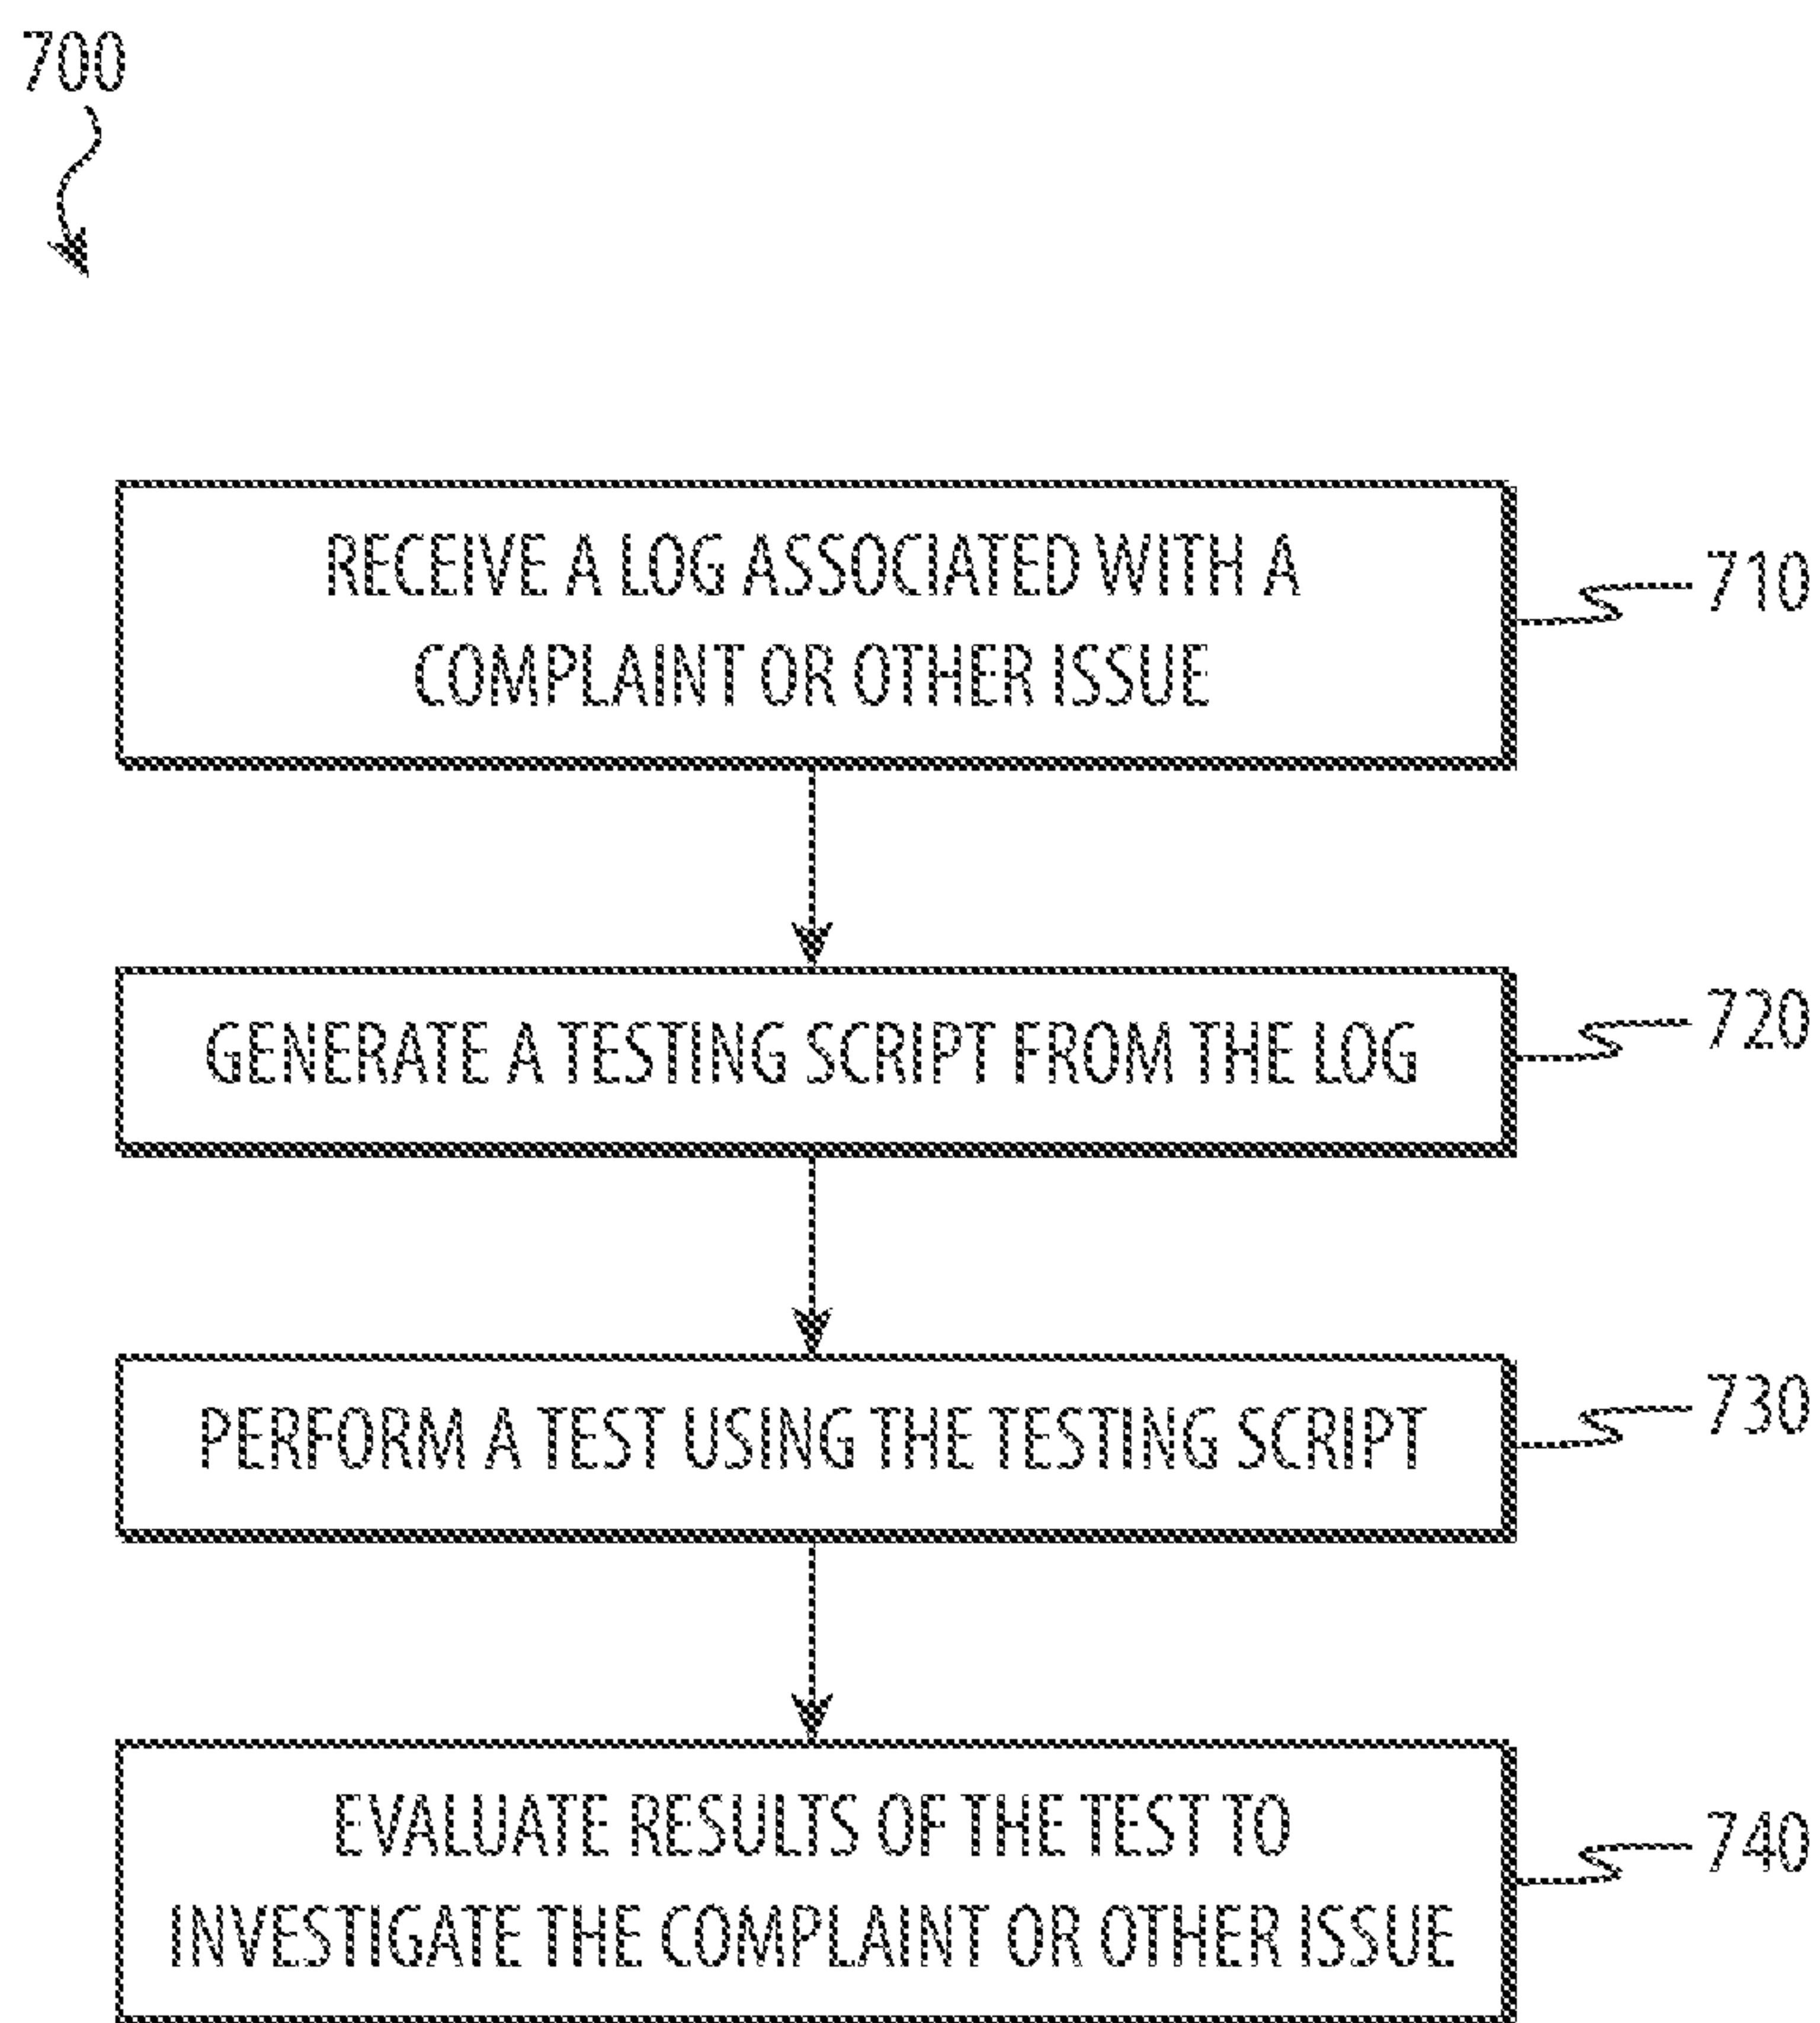 700
RECEIVE A LOG ASSOCIATED WITH A
COMPLAINT OR OTHER ISSUE
710
GENERATE A TESTING SCRIPT FROM THE LOG
720
PERFORM A TEST USING THE TESTING SCRIPT
730
EVALUATE RESULTS OF THE TEST TO
INVESTIGATE THE COMPLAINT OR OTHER ISSUE
740